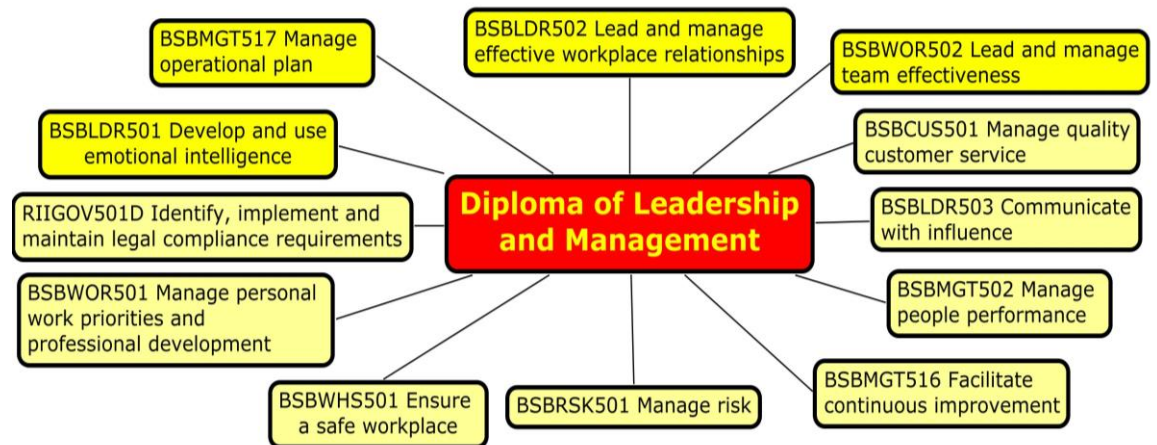 BSBMGT517 Manage
operational plan
BSBLDR502 Lead and manage
effective workplace relationships
BSBWOR502 Lead and manage
team effectiveness
BSBLDR501 Develop and use
emotional intelligence
BSBCUS501 Manage quality
customer service
Diploma of Leadership
and Management
RIIGOV501D Identify, implement and
maintain legal compliance requirements
BSBLDR503 Communicate
with influence
BSBWOR501 Manage personal
work priorities and
professional development
BSBMGT502 Manage
people performance
BSBWHS501 Ensure
a safe workplace
BSBRSK501 Manage risk
BSBMGT516 Facilitate
continuous improvement